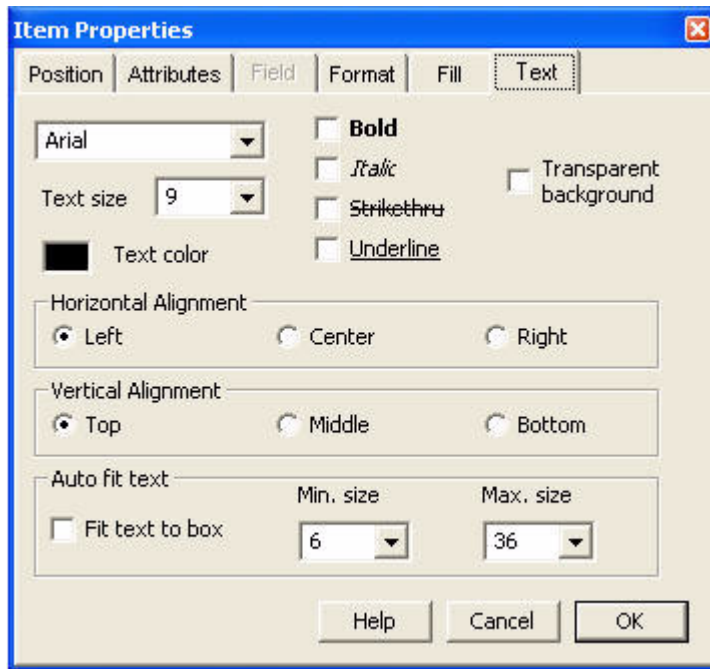 Item Properties
Position Attributes Field Format Fill Text
Arial
Bold
Italic
Strikethru
Underline
Transparent
background
Text size 9
Text color
Horizontal Alignment
Left Center Right
Vertical Alignment
Top Middle Bottom
Auto fit text
Min. size Max. size
Fit text to box 6 36
Help Cancel OK